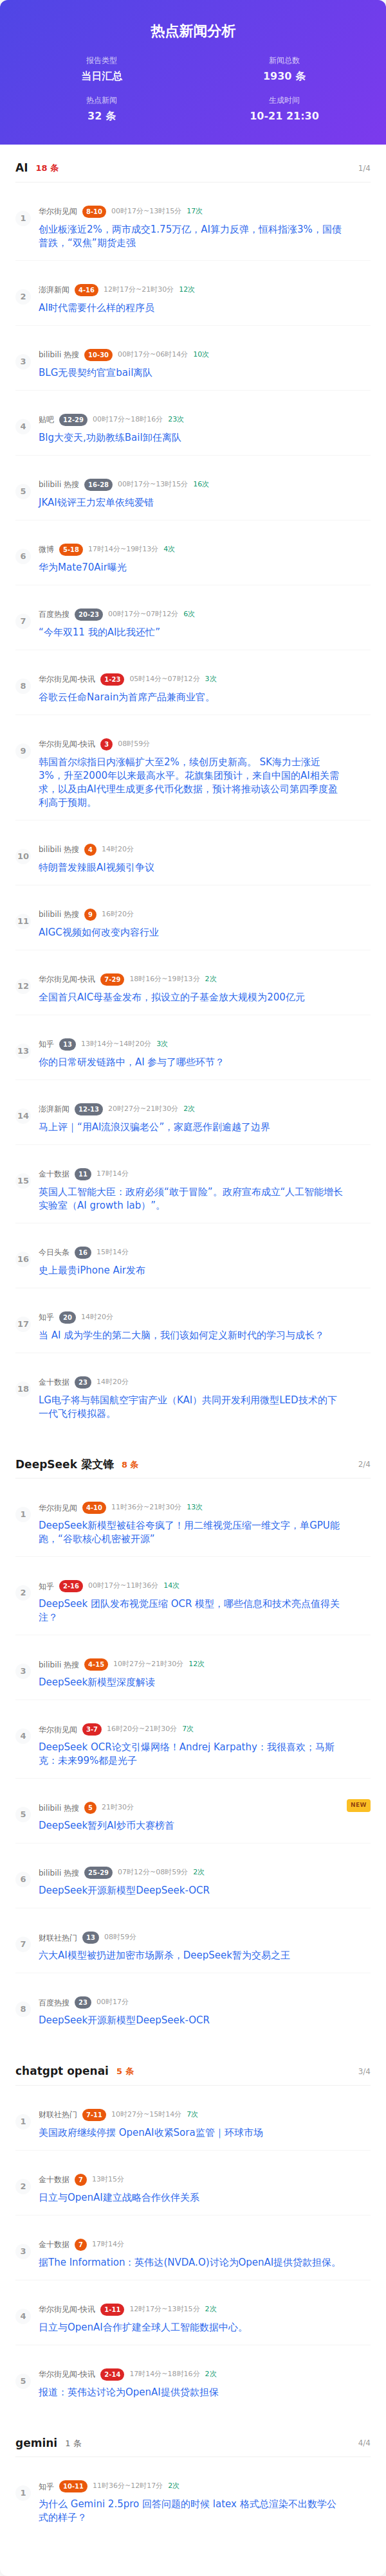 热点新闻分析
报告类型
当日汇总
新闻总数
1930 条
热点新闻
32 条
生成时间
10-21 21:30
AI 18 条 1/4
1
华尔街见闻 8-10 00时17分~13时15分 17次
创业板涨近2%，两市成交1.75万亿，AI算力反弹，恒科指涨3%，国债
普跌，“双焦”期货走强
2
澎湃新闻 4-16 12时17分~21时30分 12次
AI时代需要什么样的程序员
3
bilibili 热搜 10-30 00时17分~06时14分 10次
BLG无畏契约官宣bail离队
4
贴吧 12-29 00时17分~18时16分 23次
Blg大变天,功勋教练Bail卸任离队
5
bilibili 热搜 16-28 00时17分~13时15分 16次
JKAI锐评王力宏单依纯爱错
6
微博 5-18 17时14分~19时13分 4次
华为Mate70Air曝光
7
百度热搜 20-23 00时17分~07时12分 6次
“今年双11 我的AI比我还忙”
8
华尔街见闻-快讯 1-23 05时14分~07时12分 3次
谷歌云任命Narain为首席产品兼商业官。
9
华尔街见闻-快讯 3 08时59分
韩国首尔综指日内涨幅扩大至2%，续创历史新高。 SK海力士涨近
3%，升至2000年以来最高水平。花旗集团预计，来自中国的AI相关需
求，以及由AI代理生成更多代币化数据，预计将推动该公司第四季度盈
利高于预期。
10
bilibili 热搜 4 14时20分
特朗普发辣眼AI视频引争议
11
bilibili 热搜 9 16时20分
AIGC视频如何改变内容行业
12
华尔街见闻-快讯 7-29 18时16分~19时13分 2次
全国首只AIC母基金发布，拟设立的子基金放大规模为200亿元
13
知乎 13 13时14分~14时20分 3次
你的日常研发链路中，AI 参与了哪些环节？
14
澎湃新闻 12-13 20时27分~21时30分 2次
马上评｜“用AI流浪汉骗老公”，家庭恶作剧逾越了边界
15
金十数据 11 17时14分
英国人工智能大臣：政府必须“敢于冒险”。政府宣布成立“人工智能增长
实验室（AI growth lab）”。
16
今日头条 16 15时14分
史上最贵iPhone Air发布
17
知乎 20 14时20分
当 AI 成为学生的第二大脑，我们该如何定义新时代的学习与成长？
18
金十数据 23 14时20分
LG电子将与韩国航空宇宙产业（KAI）共同开发利用微型LED技术的下
一代飞行模拟器。
DeepSeek 梁文锋 8 条 2/4
1
华尔街见闻 4-10 11时36分~21时30分 13次
DeepSeek新模型被硅谷夸疯了！用二维视觉压缩一维文字，单GPU能
跑，“谷歌核心机密被开源”
2
知乎 2-16 00时17分~11时36分 14次
DeepSeek 团队发布视觉压缩 OCR 模型，哪些信息和技术亮点值得关
注？
3
bilibili 热搜 4-15 10时27分~21时30分 12次
DeepSeek新模型深度解读
4
华尔街见闻 3-7 16时20分~21时30分 7次
DeepSeek OCR论文引爆网络！Andrej Karpathy：我很喜欢；马斯
克：未来99%都是光子
5
bilibili 热搜 5 21时30分 NEW
DeepSeek暂列AI炒币大赛榜首
6
bilibili 热搜 25-29 07时12分~08时59分 2次
DeepSeek开源新模型DeepSeek-OCR
7
财联社热门 13 08时59分
六大AI模型被扔进加密市场厮杀，DeepSeek暂为交易之王
8
百度热搜 23 00时17分
DeepSeek开源新模型DeepSeek-OCR
chatgpt openai 5 条 3/4
1
财联社热门 7-11 10时27分~15时14分 7次
美国政府继续停摆 OpenAI收紧Sora监管｜环球市场
2
金十数据 7 13时15分
日立与OpenAI建立战略合作伙伴关系
3
金十数据 7 17时14分
据The Information：英伟达(NVDA.O)讨论为OpenAI提供贷款担保。
4
华尔街见闻-快讯 1-11 12时17分~13时15分 2次
日立与OpenAI合作扩建全球人工智能数据中心。
5
华尔街见闻-快讯 2-14 17时14分~18时16分 2次
报道：英伟达讨论为OpenAI提供贷款担保
gemini 1 条 4/4
1
知乎 10-11 11时36分~12时17分 2次
为什么 Gemini 2.5pro 回答问题的时候 latex 格式总渲染不出数学公
式的样子？